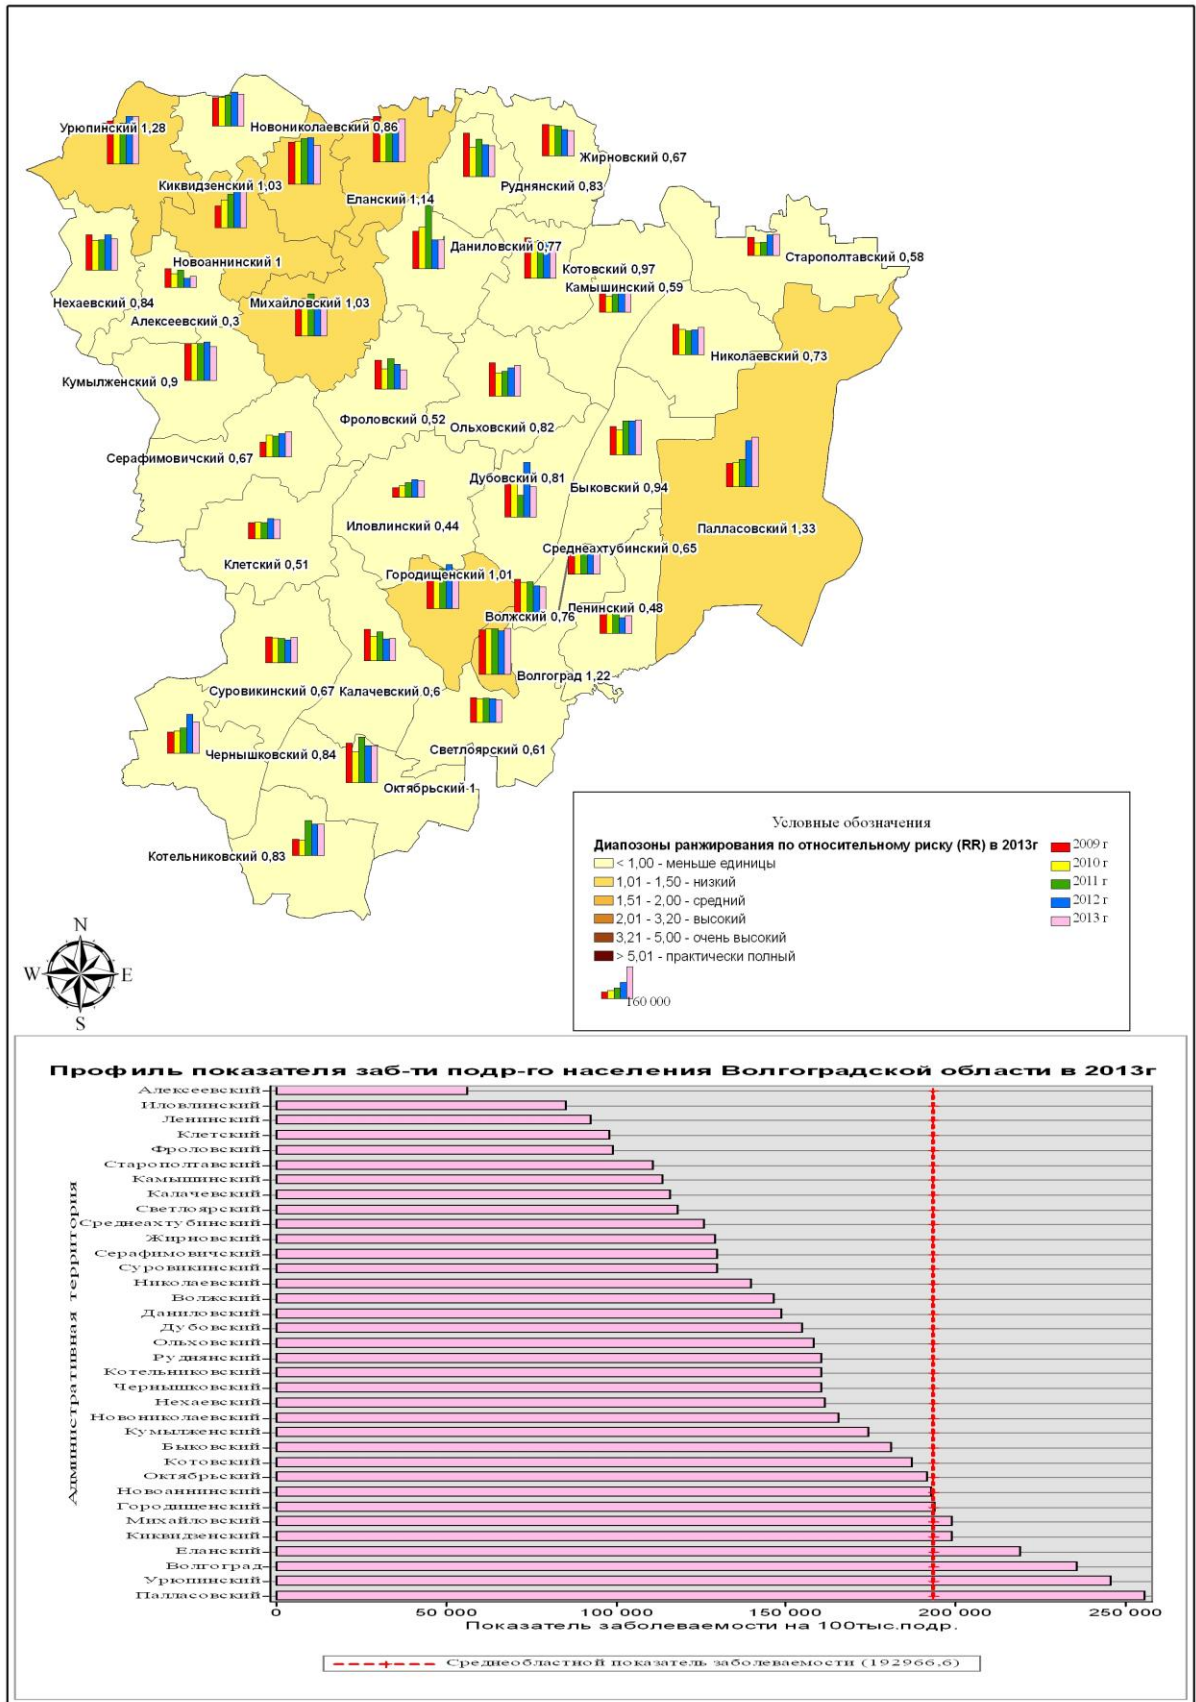 Урюпинский 1,28
Новониколаевский 0,86
Жирновский 0,67
Киквидзенский 1,03
Руднянский 0,83
Еланский 1,14
Даниловский 0,77
Старополтавский 0,58
Новоаннинский 1
Котовский 0,97
Камышинский 0,59
Нехаевский 0,84
Михайловский 1,03
Алексеевский 0,3
Николаевский 0,73
Кумылженский 0,9
Фроловский 0,52
Ольховский 0,82
Серафимовичский 0,67
Дубовский 0,81
Быковский 0,94
Иловлинский 0,44
Палласовский 1,33
Среднеахтубинский 0,65
Клетский 0,51
Городищенский 1,01
Ленинский 0,48
Волжский 0,76
Волгоград 1,22
Суровикинский 0,67
Калачевский 0,6
Светлоярский 0,61
Чернышковский 0,84
Октябрьский 1
Котельниковский 0,83
Условные обозначения
Диапозоны ранжирования по относительному риску (RR) в 2013г
< 1,00 - меньше единицы
1,01 - 1,50 - низкий
1,51 - 2,00 - средний
2,01 - 3,20 - высокий
3,21 - 5,00 - очень высокий
> 5,01 - практически полный
160 000
2009 г
2010 г
2011 г
2012 г
2013 г
N
W E
S
Профиль показателя заб-ти подр-го населения Волгоградской области в 2013г
Административная территория
Алексеевский
Иловлинский
Ленинский
Клетский
Фроловский
Старополтавский
Камышинский
Калачевский
Светлоярский
Среднеахтубинский
Жирновский
Серафимовичский
Суровикинский
Николаевский
Волжский
Даниловский
Дубовский
Ольховский
Руднянский
Котельниковский
Чернышковский
Нехаевский
Новониколаевский
Кумылженский
Быковский
Котовский
Октябрьский
Новоаннинский
Городищенский
Михайловский
Киквидзенский
Еланский
Волгоград
Урюпинский
Палласовский
0 50 000 100 000 150 000 200 000 250 000
Показатель заболеваемости на 100тыс.подр.
Среднеобластной показатель заболеваемости (192966,6)